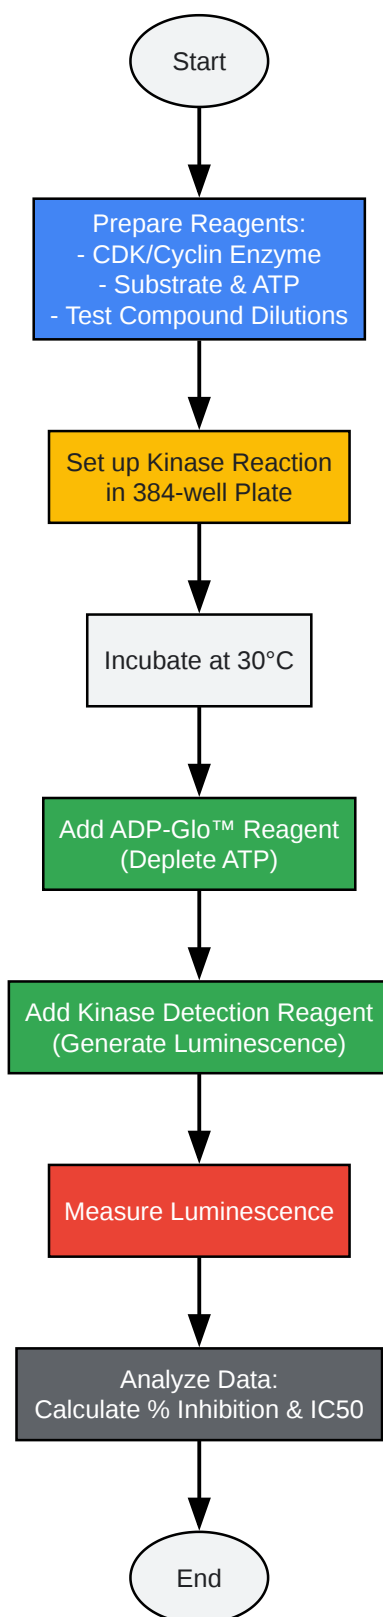 Start
Prepare Reagents:
- CDK/Cyclin Enzyme
- Substrate & ATP
- Test Compound Dilutions
Set up Kinase Reaction
in 384-well Plate
Incubate at 30°C
Add ADP-Glo™ Reagent
(Deplete ATP)
Add Kinase Detection Reagent
(Generate Luminescence)
Measure Luminescence
Analyze Data:
Calculate % Inhibition & IC50
End